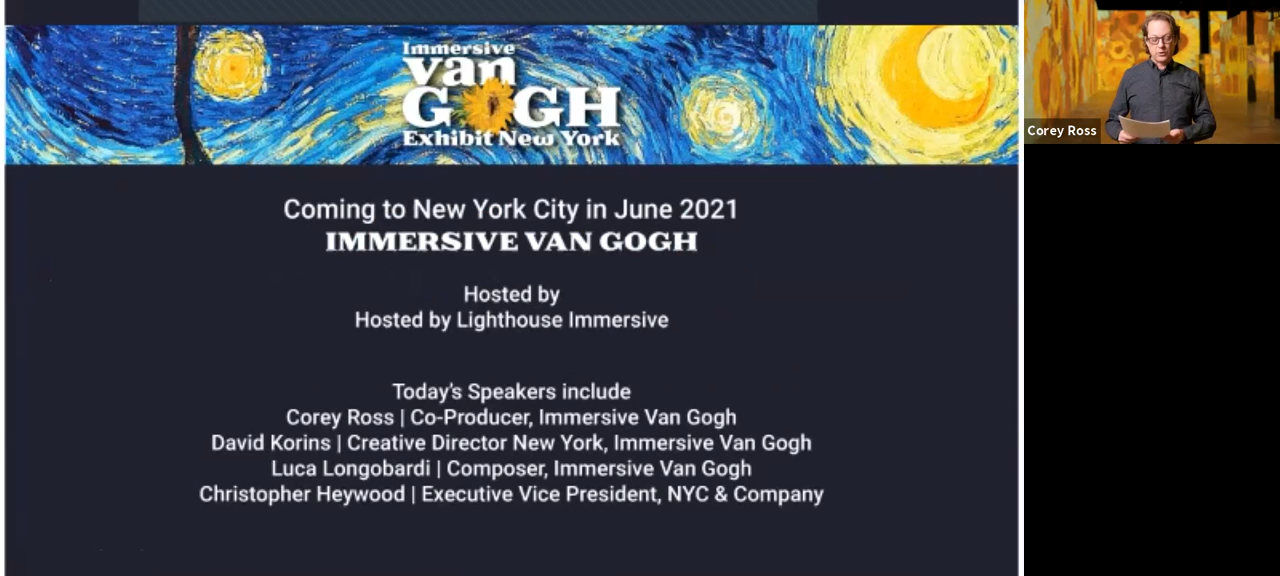 Immersive
van
GOGH
Exhibit New York
Coming to New York City in June 2021
IMMERSIVE VAN GOGH
Hosted by
Hosted by Lighthouse Immersive
Today's Speakers include
Corey Ross | Co-Producer, Immersive Van Gogh
David Korins | Creative Director New York, Immersive Van Gogh
Luca Longobardi | Composer, Immersive Van Gogh
Christopher Heywood | Executive Vice President, NYC & Company
Corey Ross